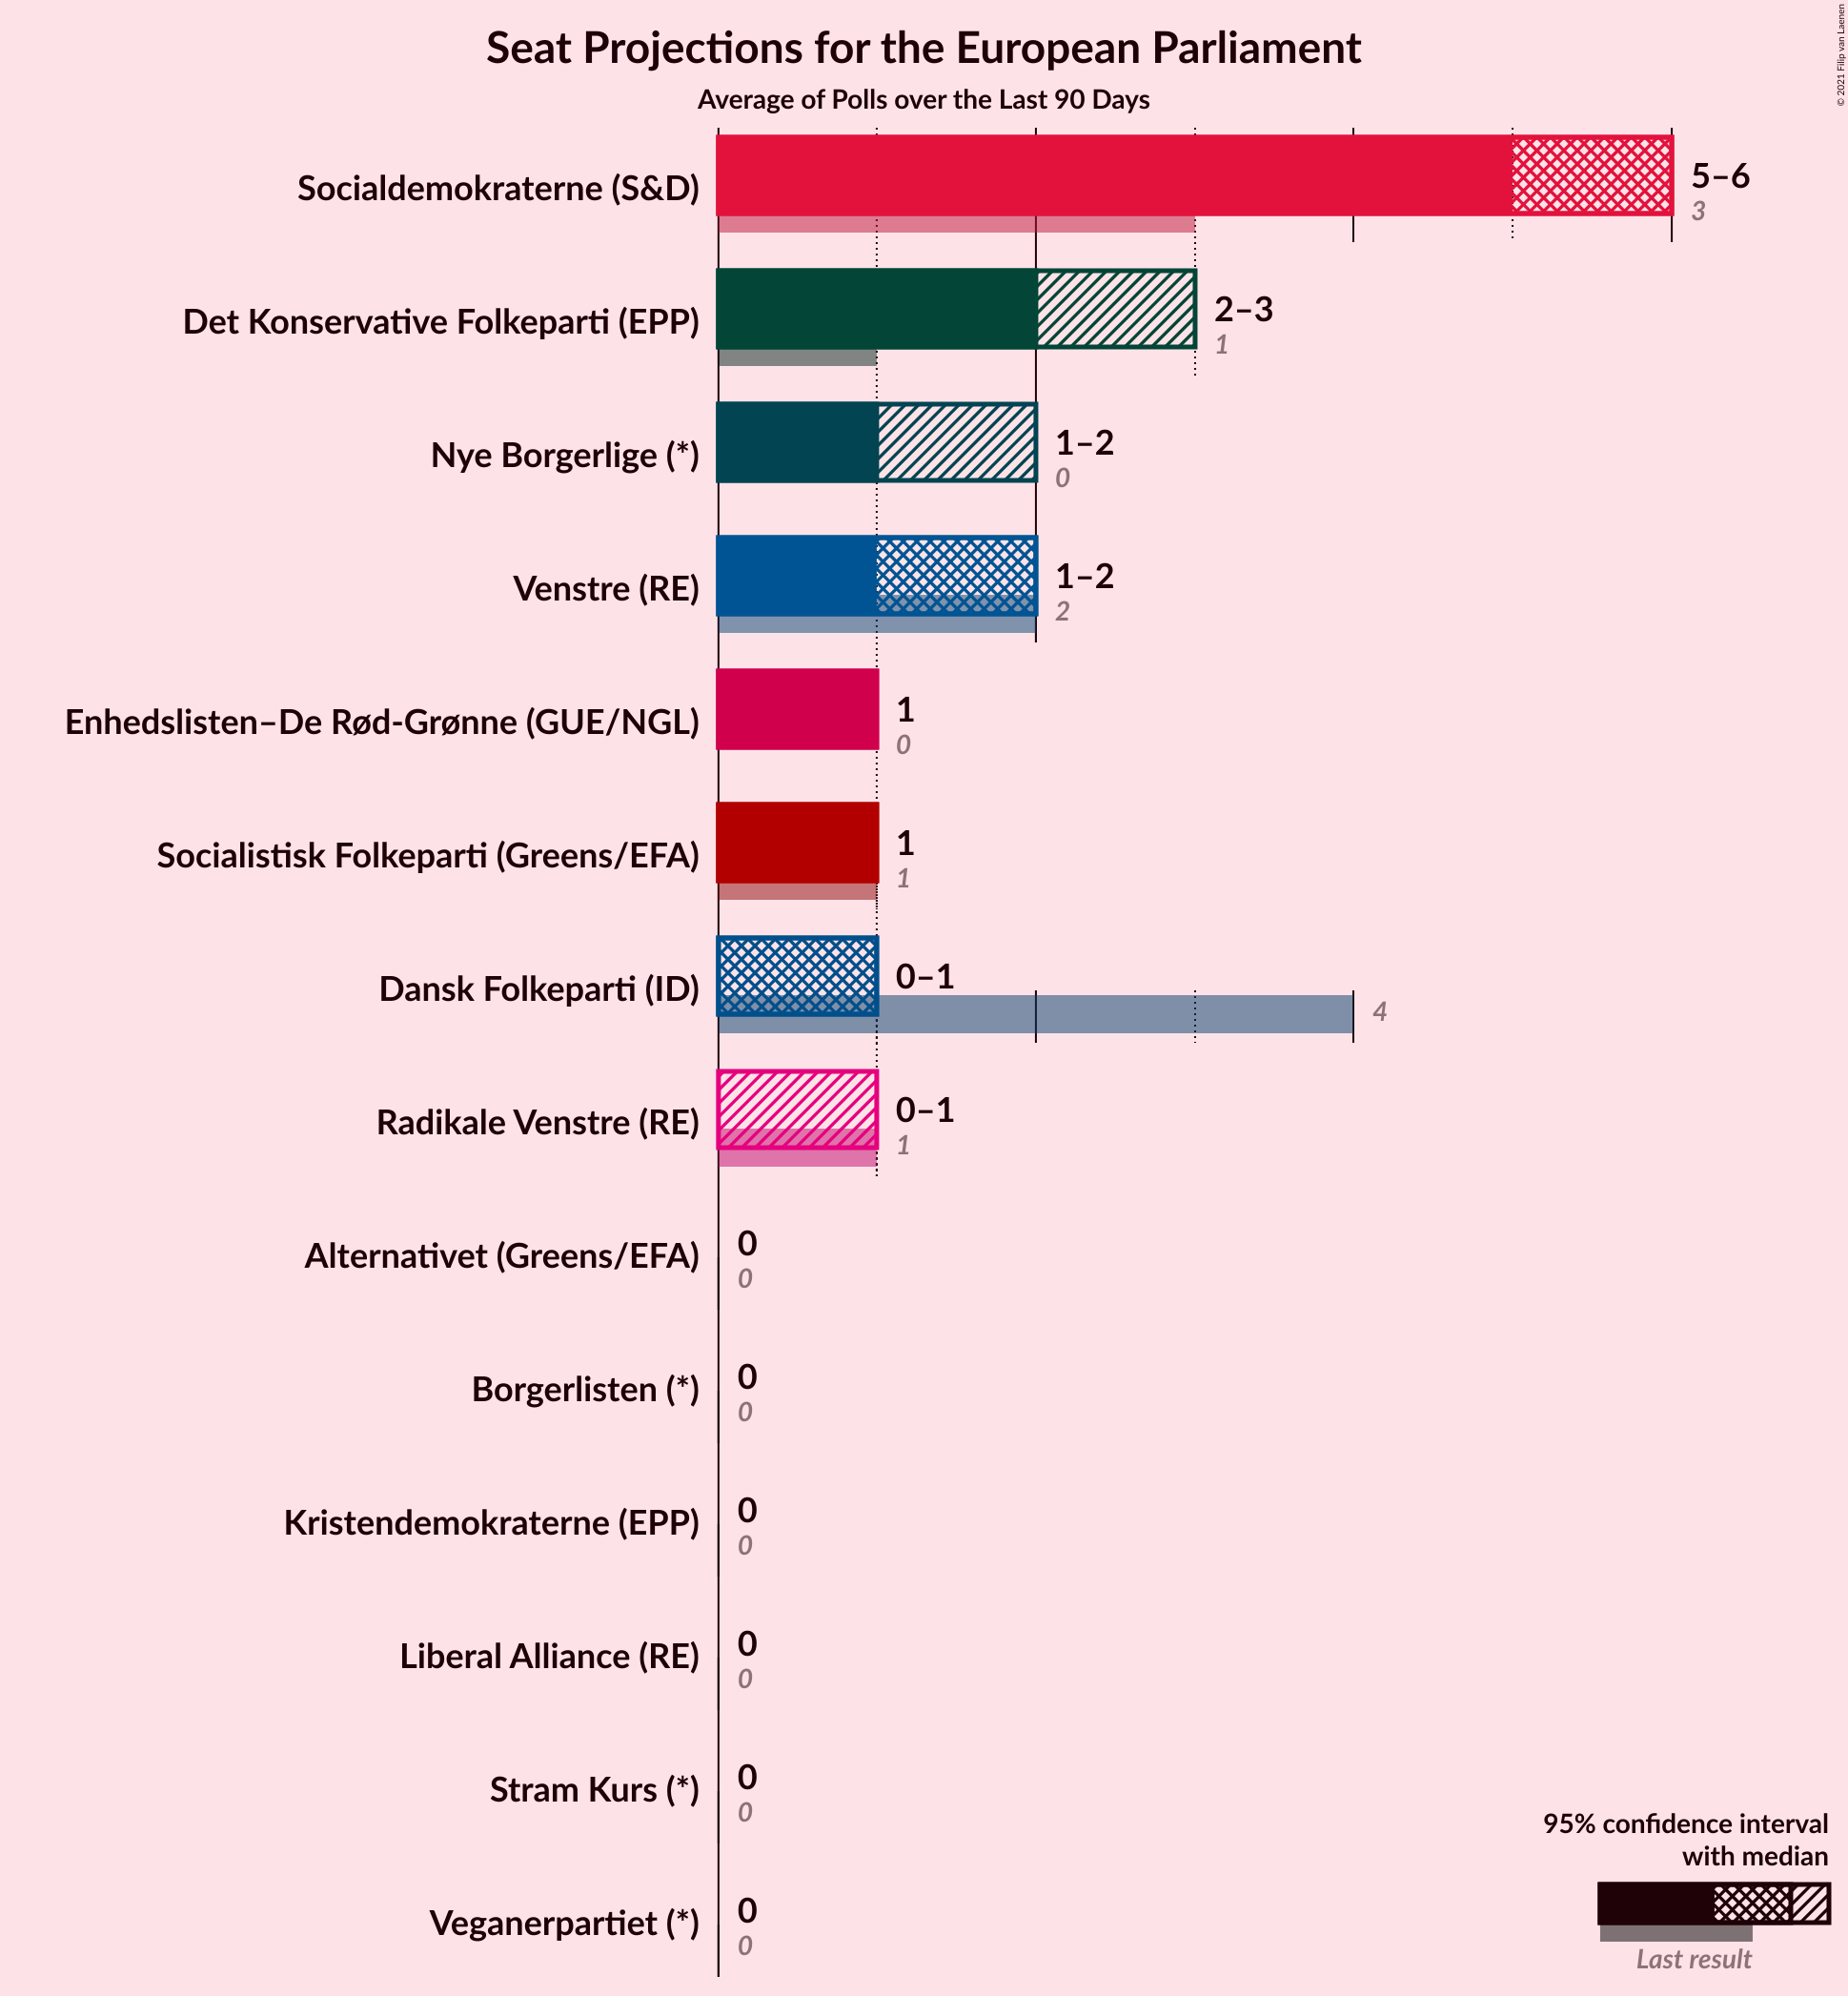 Seat Projections for the European Parliament
Average of Polls over the Last 90 Days
© 2021 Filip van Laenen
Socialdemokraterne (S&D)
5–6
3
Det Konservative Folkeparti (EPP)
2–3
1
Nye Borgerlige (*)
1–2
0
Venstre (RE)
1–2
2
Enhedslisten–De Rød-Grønne (GUE/NGL)
1
0
Socialistisk Folkeparti (Greens/EFA)
1
1
Dansk Folkeparti (ID)
0–1
4
Radikale Venstre (RE)
0–1
1
Alternativet (Greens/EFA)
0
0
Borgerlisten (*)
0
0
Kristendemokraterne (EPP)
0
0
Liberal Alliance (RE)
0
0
Stram Kurs (*)
0
0
Veganerpartiet (*)
0
0
95% confidence interval
with median
Last result